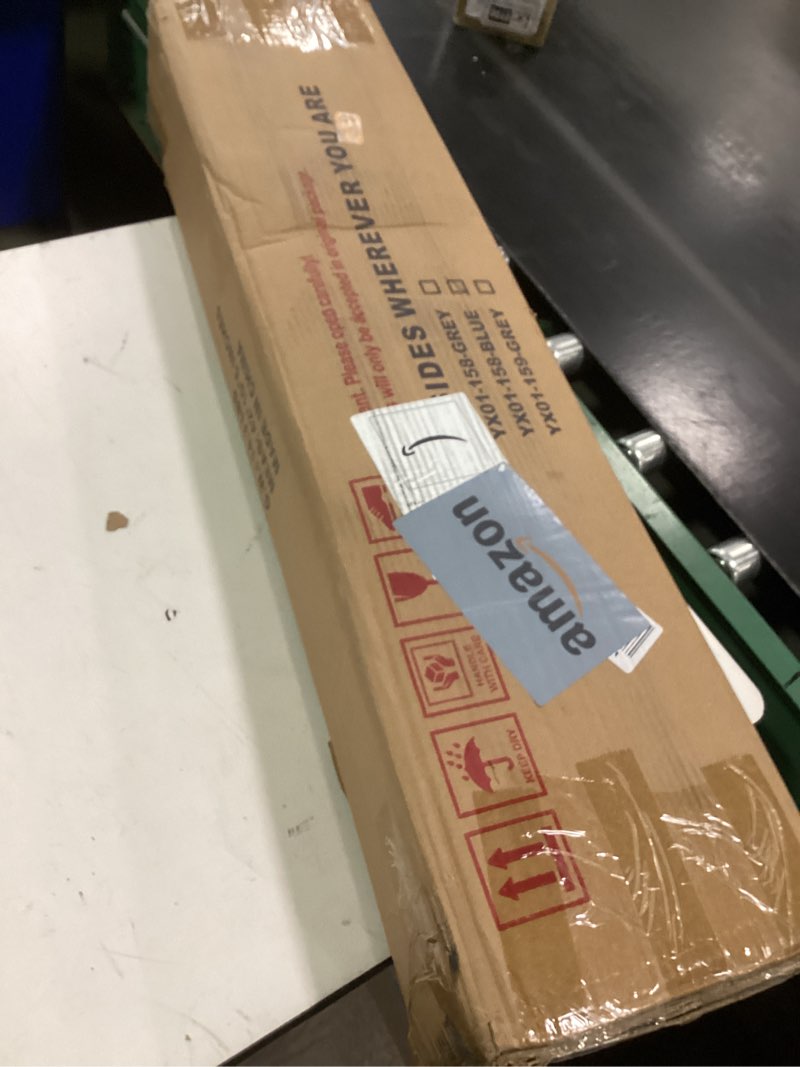 IDES WHEREVER YOU ARE
Please open carefully!
will only be accepted in original package.
YX01-158-GREY
YX01-158-BLUE
YX01-159-GREY
amazon
HANDLE
WITH CARE
KEEP DRY